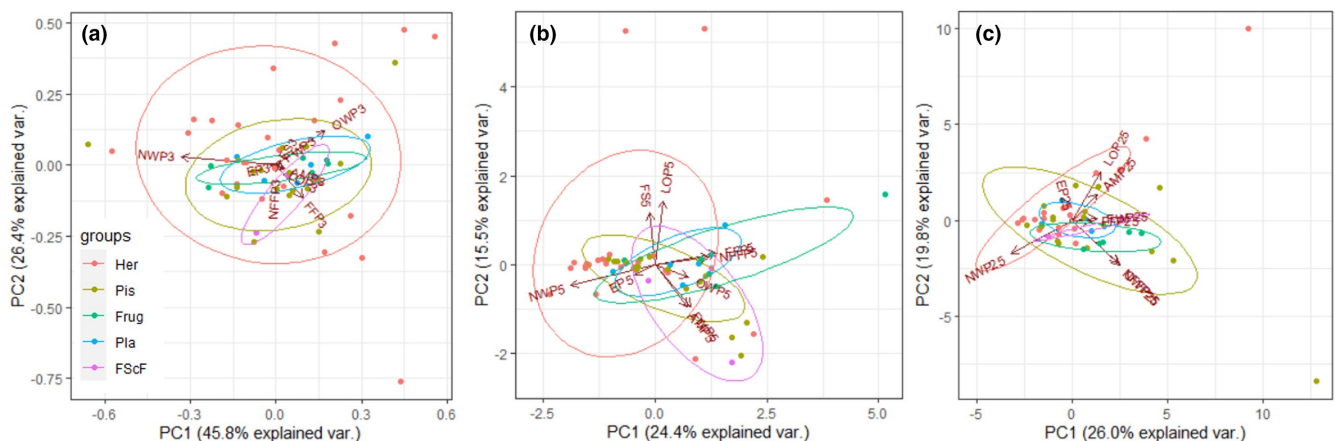 (a)
(b)
(c)
PC2 (26.4% explained var.)
0.50
0.25
0.00
-0.25
-0.50
-0.75
NWP3
OWP3
EP3
NFFP3
FFP3
groups
Her
Pis
Frug
Pla
FScF
-0.6
-0.3
0.0
0.3
0.6
PC1 (45.8% explained var.)
PC2 (15.5% explained var.)
4
2
0
-2
FS5
LOP5
NWP5
EP5
NFFP5
-2.5
0.0
2.5
5.0
PC1 (24.4% explained var.)
PC2 (19.8% explained var.)
10
5
0
-5
LOP25
AMP25
EP25
NWP25
-5
0
5
10
PC1 (26.0% explained var.)